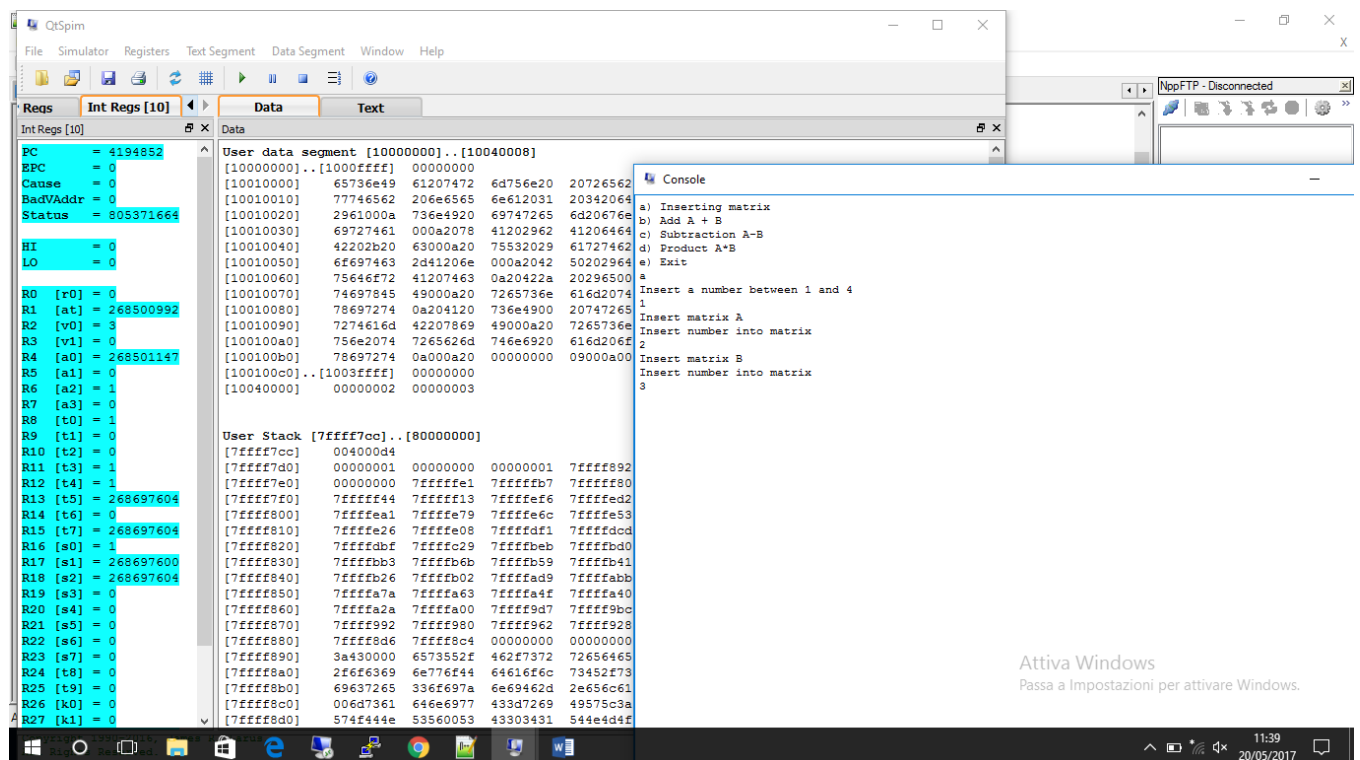 QtSpim
File Simulator Registers Text Segment Data Segment Window Help
X
NppFTP - Disconnected
Regs Int Regs [10] Data Text
Int Regs [10] Data
PC = 4194852
EPC = 0
Cause = 0
BadVAddr = 0
Status = 805371664
HI = 0
LO = 0
R0 [r0] = 0
R1 [at] = 268500992
R2 [v0] = 3
R3 [v1] = 0
R4 [a0] = 268501147
R5 [a1] = 0
R6 [a2] = 1
R7 [a3] = 0
R8 [t0] = 1
R9 [t1] = 0
R10 [t2] = 0
R11 [t3] = 1
R12 [t4] = 1
R13 [t5] = 268697604
R14 [t6] = 0
R15 [t7] = 268697604
R16 [s0] = 1
R17 [s1] = 268697600
R18 [s2] = 268697604
R19 [s3] = 0
R20 [s4] = 0
R21 [s5] = 0
R22 [s6] = 0
R23 [s7] = 0
R24 [t8] = 0
R25 [t9] = 0
R26 [k0] = 0
R27 [k1] = 0
User data segment [10000000]..[10040008]
[10000000]..[1000ffff] 00000000
[10010000] 65736e49 61207472 6d756e20 20726562
[10010010] 77746562 206e6565 6e612031 20342064
[10010020] 2961000a 736e4920 69747265 6d20676e
[10010030] 69727461 000a2078 41202962 41206464
[10010040] 42202b20 63000a20 75532029 61727462
[10010050] 6f697463 2d41206e 000a2042 50202964
[10010060] 75646f72 41207463 0a20422a 20296500
[10010070] 74697845 49000a20 7265736e 616d2074
[10010080] 78697274 0a204120 736e4900 20747265
[10010090] 7274616d 42207869 49000a20 7265736e
[100100a0] 756e2074 7265626d 746e6920 616d206f
[100100b0] 78697274 0a000a20 00000000 09000a00
[100100c0]..[1003ffff] 00000000
[10040000] 00000002 00000003
User Stack [7ffff7cc]..[80000000]
[7ffff7cc] 004000d4
[7ffff7d0] 00000001 00000000 00000001 7ffff892
[7ffff7e0] 00000000 7fffffe1 7fffffb7 7fffff80
[7ffff7f0] 7fffff44 7fffff13 7ffffef6 7ffffed2
[7ffff800] 7ffffea1 7ffffe79 7ffffe6c 7ffffe53
[7ffff810] 7ffffe26 7ffffe08 7ffffdf1 7ffffdcd
[7ffff820] 7ffffdbf 7ffffc29 7ffffbeb 7ffffbd0
[7ffff830] 7ffffbb3 7ffffb6b 7ffffb59 7ffffb41
[7ffff840] 7ffffb26 7ffffb02 7ffffad9 7ffffabb
[7ffff850] 7ffffa7a 7ffffa63 7ffffa4f 7ffffa40
[7ffff860] 7ffffa2a 7ffffa00 7ffff9d7 7ffff9bc
[7ffff870] 7ffff992 7ffff980 7ffff962 7ffff928
[7ffff880] 7ffff8d6 7ffff8c4 00000000 00000000
[7ffff890] 3a430000 6573552f 462f7372 72656465
[7ffff8a0] 2f6f6369 6e776f44 64616f6c 73452f73
[7ffff8b0] 69637265 336f697a 6e69462d 2e656c61
[7ffff8c0] 006d7361 646e6977 433d7269 49575c3a
[7ffff8d0] 574f444e 53560053 43303431 544e4d4f
Console
a) Inserting matrix
b) Add A + B
c) Subtraction A-B
d) Product A*B
e) Exit
a
Insert a number between 1 and 4
1
Insert matrix A
Insert number into matrix
2
Insert matrix B
Insert number into matrix
3
Attiva Windows
Passa a Impostazioni per attivare Windows.
11:39
20/05/2017